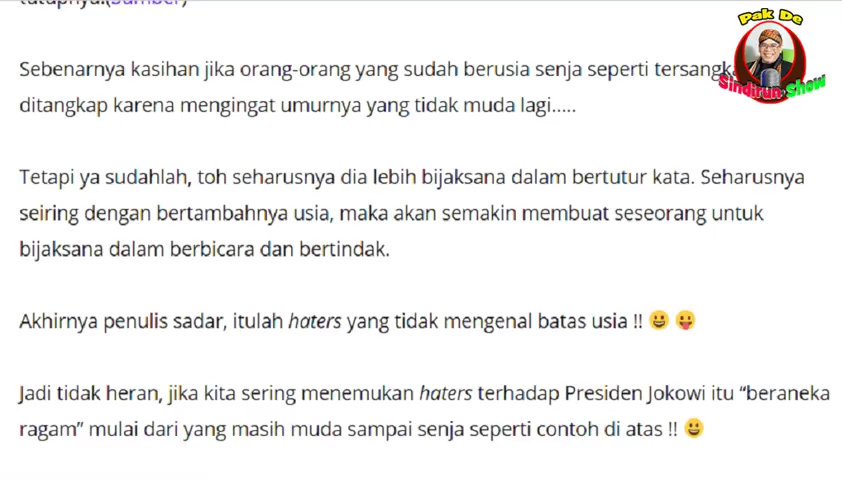 Pak De
Sindirun Show
Sebenarnya kasihan jika orang-orang yang sudah berusia senja seperti
ditangkap karena mengingat umurnya yang tidak muda lagi.....
Tetapi ya sudahlah, toh seharusnya dia lebih bijaksana dalam bertutur kata. Seharusnya
seiring dengan bertambahnya usia, maka akan semakin membuat seseorang untuk
bijaksana dalam berbicara dan bertindak.
Akhirnya penulis sadar, itulah haters yang tidak mengenal batas usia !! 😀 😛
Jadi tidak heran, jika kita sering menemukan haters terhadap Presiden Jokowi itu “beraneka
ragam” mulai dari yang masih muda sampai senja seperti contoh di atas !! 😀